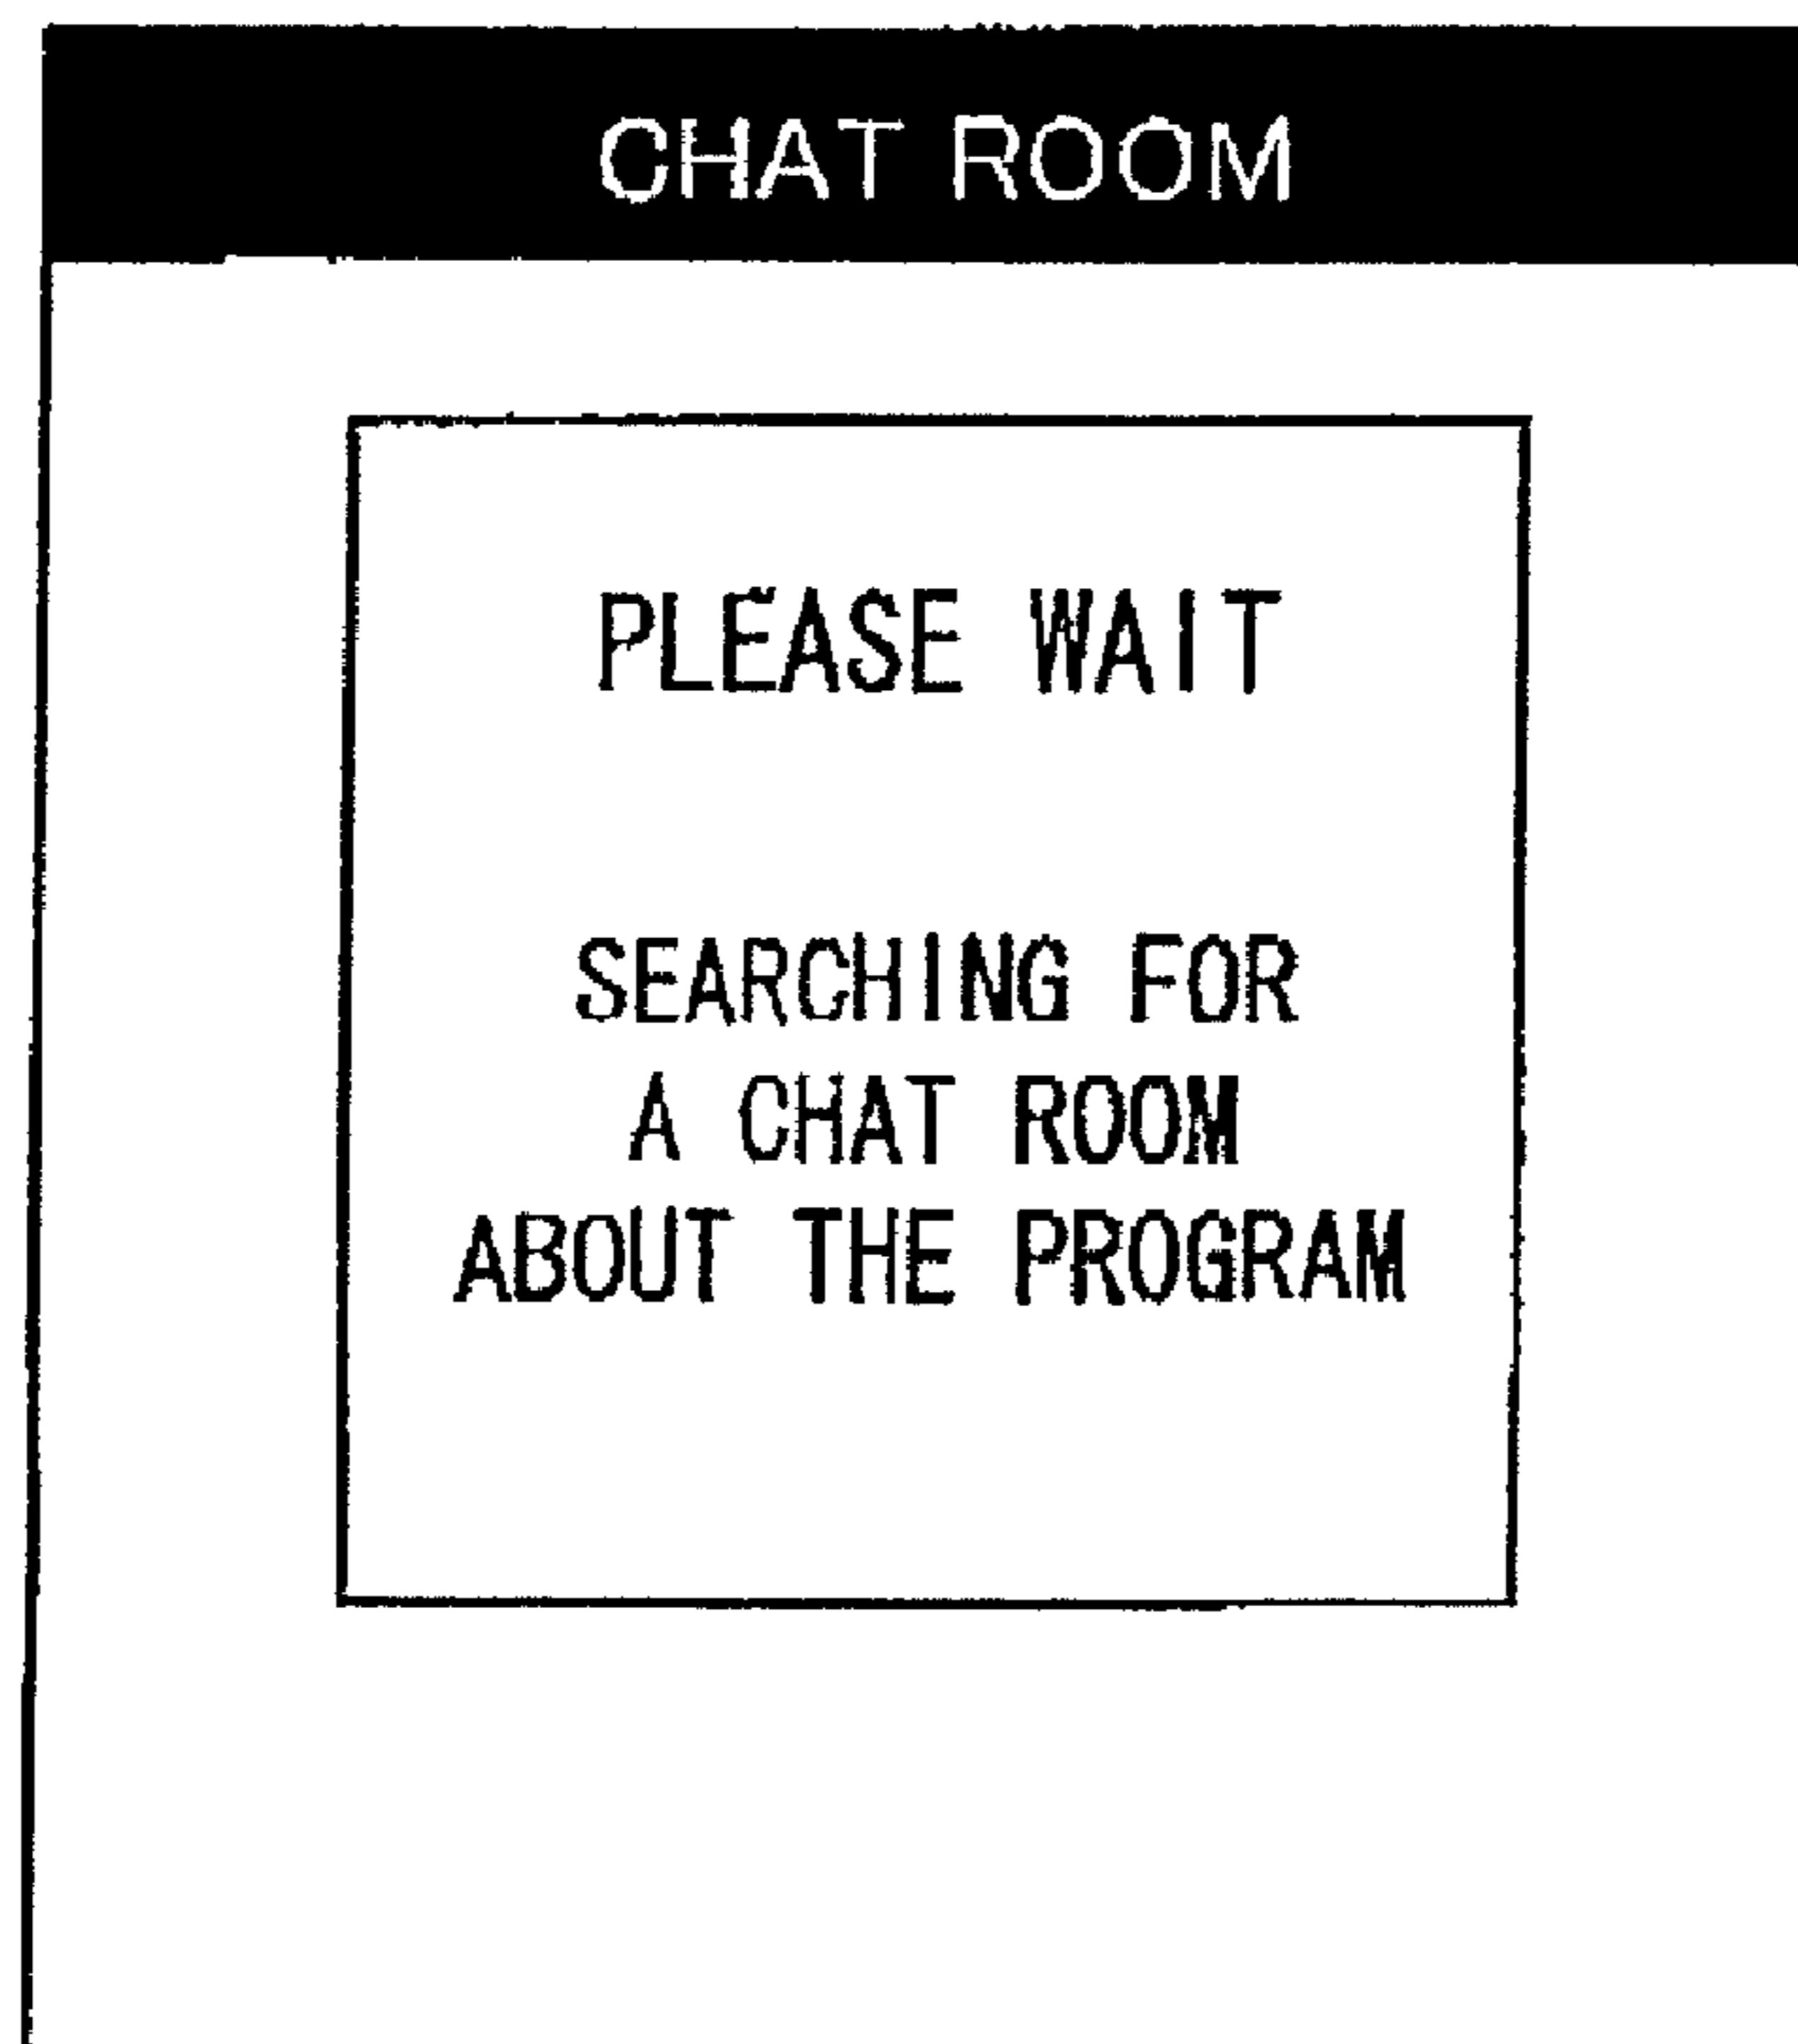 CHAT ROOM
PLEASE WAIT
SEARCHING FOR
A CHAT ROOM
ABOUT THE PROGRAM